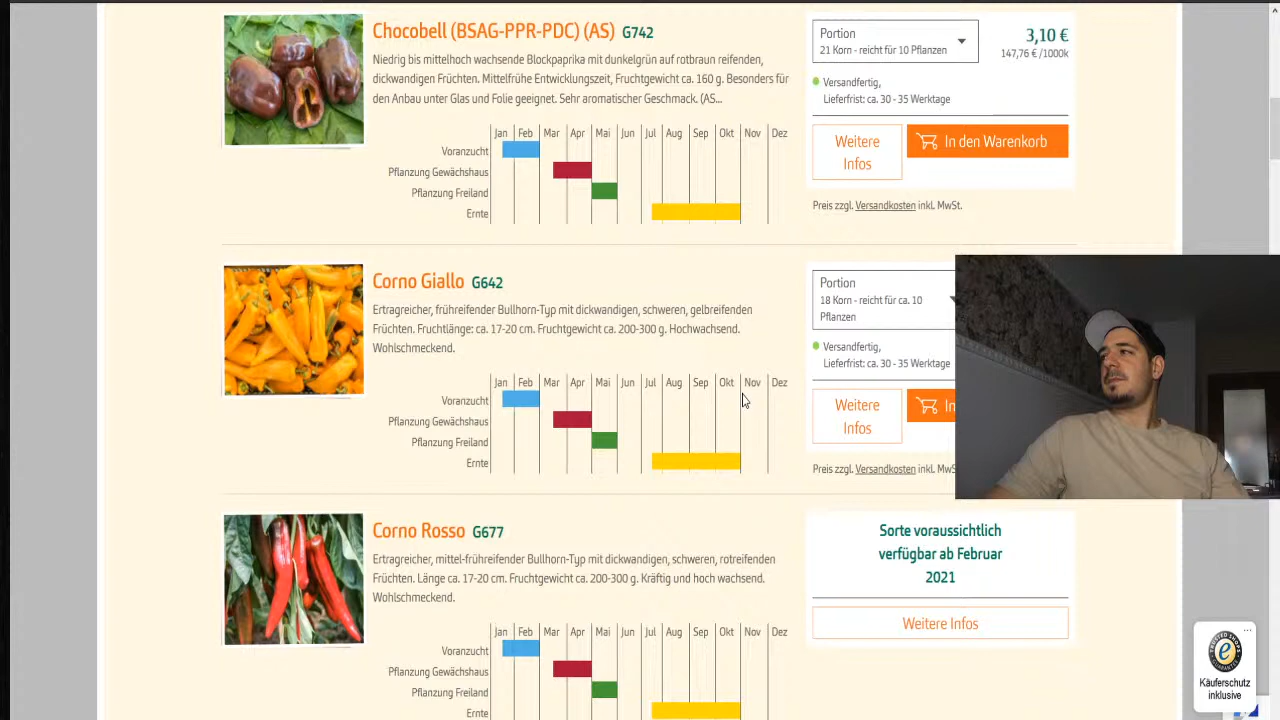 Chocobell (BSAG-PPR-PDC) (AS) G742
Niedrig bis mittelhoch wachsende Blockpaprika mit dunkelgrün auf rotbraun reifenden,
dickwandigen Früchten. Mittelfrühe Entwicklungszeit, Fruchtgewicht ca. 160 g. Besonders für
den Anbau unter Glas und Folie geeignet. Sehr aromatischer Geschmack. (AS...
Jan Feb Mar Apr Mai Jun Jul Aug Sep Okt Nov Dez
Voranzucht
Pflanzung Gewächshaus
Pflanzung Freiland
Ernte
Portion
21 Korn - reicht für 10 Pflanzen
3,10 €
147,76 € /1000k
Versandfertig,
Lieferfrist: ca. 30 - 35 Werktage
Weitere
Infos
In den Warenkorb
Preis zzgl. Versandkosten inkl. MwSt.
Corno Giallo G642
Ertragreicher, frühreifender Bullhorn-Typ mit dickwandigen, schweren, gelbreifenden
Früchten. Fruchtlänge: ca. 17-20 cm. Fruchtgewicht ca. 200-300 g. Hochwachsend.
Wohlschmeckend.
Jan Feb Mar Apr Mai Jun Jul Aug Sep Okt Nov Dez
Voranzucht
Pflanzung Gewächshaus
Pflanzung Freiland
Ernte
Portion
18 Korn - reicht für ca. 10
Pflanzen
Versandfertig,
Lieferfrist: ca. 30 - 35 Werktage
Weitere
Infos
In
Preis zzgl. Versandkosten inkl. MwS
Corno Rosso G677
Ertragreicher, mittel-frühreifender Bullhorn-Typ mit dickwandigen, schweren, rotreifenden
Früchten. Länge ca. 17-20 cm. Fruchtgewicht ca. 200-300 g. Kräftig und hoch wachsend.
Wohlschmeckend.
Jan Feb Mar Apr Mai Jun Jul Aug Sep Okt Nov Dez
Voranzucht
Pflanzung Gewächshaus
Pflanzung Freiland
Ernte
Sorte voraussichtlich
verfügbar ab Februar
2021
Weitere Infos
Käuferschutz
inklusive